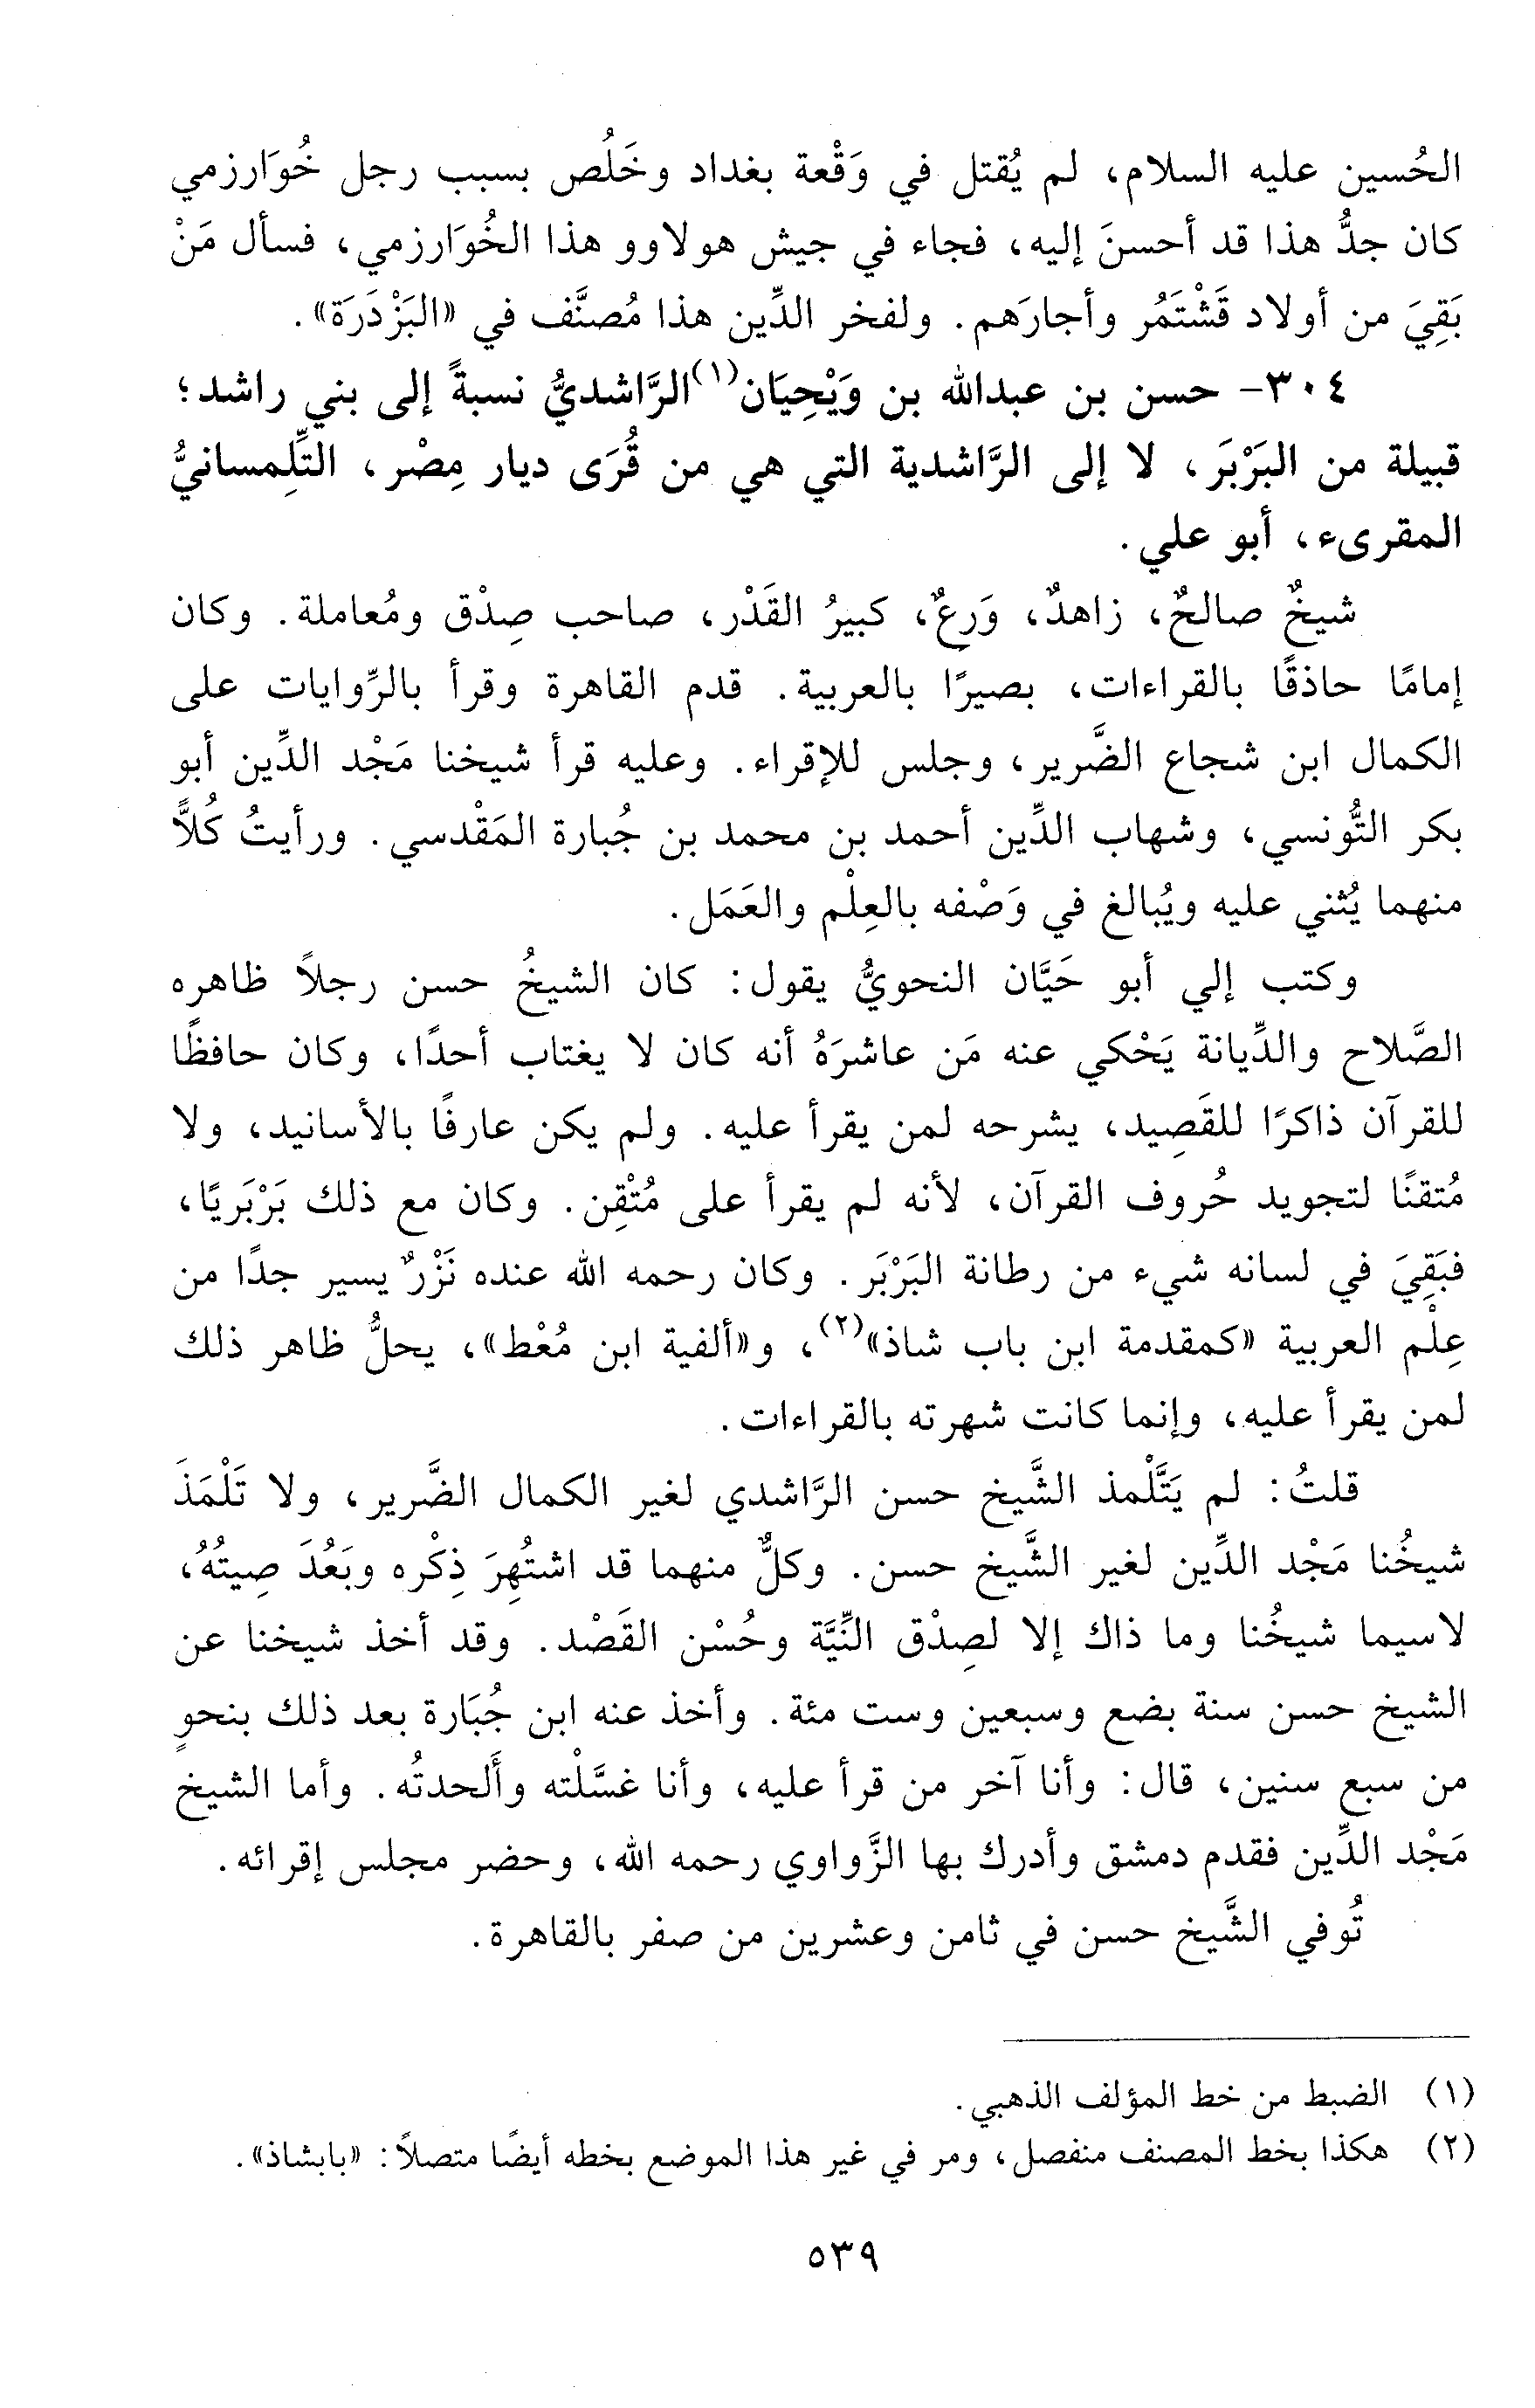 الحُسين عليه السلام، لم يُقتل في وَقْعة بغداد وخَلُص بسبب رجل خُوَارزمي
كان جدُّ هذا قد أحسنَ إليه، فجاء في جيش هولاوو هذا الخُوَارزمي، فسأل مَنْ
بَقِيَ من أولاد قَشْتَمُر وأجارَهم. ولفخر الدِّين هذا مُصنَّف في «البَزْدَرَة».
٣٠٤- حسن بن عبدالله بن وَيْحِيَان(١) الرَّاشديُّ نسبةً إلى بني راشد؛
قبيلة من البَرْبَر، لا إلى الرَّاشدية التي هي من قُرَى ديار مِصْر، التِّلِمسانيُّ
المقرىء، أبو علي.
شيخٌ صالحٌ، زاهدٌ، وَرِعٌ، كبيرُ القَدْر، صاحب صِدْق ومُعاملة. وكان
إمامًا حاذقًا بالقراءات، بصيرًا بالعربية. قدم القاهرة وقرأ بالرِّوايات على
الكمال ابن شجاع الضَّرير، وجلس للإقراء. وعليه قرأ شيخنا مَجْد الدِّين أبو
بكر التُّونسي، وشهاب الدِّين أحمد بن محمد بن جُبارة المَقْدسي. ورأيتُ كُلاًّ
منهما يُثني عليه ويُبالغ في وَصْفه بالعِلْم والعَمَل.
وكتب إلي أبو حَيَّان النحويُّ يقول: كان الشيخُ حسن رجلاً ظاهره
الصَّلاح والدِّيانة يَحْكي عنه مَن عاشرَهُ أنه كان لا يغتاب أحدًا، وكان حافظًا
للقرآن ذاكرًا للقَصِيد، يشرحه لمن يقرأ عليه. ولم يكن عارفًا بالأسانيد، ولا
مُتقنًا لتجويد حُروف القرآن، لأنه لم يقرأ على مُتْقِن. وكان مع ذلك بَرْبَريًا،
فبَقِيَ في لسانه شيء من رطانة البَرْبَر. وكان رحمه الله عنده نَزْرٌ يسير جدًا من
عِلْم العربية «كمقدمة ابن باب شاذ»(٢)، و«ألفية ابن مُعْط»، يحلُّ ظاهر ذلك
لمن يقرأ عليه، وإنما كانت شهرته بالقراءات.
قلتُ: لم يَتَّلْمذ الشَّيخ حسن الرَّاشدي لغير الكمال الضَّرير، ولا تَلْمَذَ
شيخُنا مَجْد الدِّين لغير الشَّيخ حسن. وكلٌّ منهما قد اشتُهِرَ ذِكْره وبَعُدَ صِيتُهُ،
لاسيما شيخُنا وما ذاك إلا لصِدْق النِّيَّة وحُسْن القَصْد. وقد أخذ شيخنا عن
الشيخ حسن سنة بضع وسبعين وست مئة. وأخذ عنه ابن جُبَارة بعد ذلك بنحوٍ
من سبع سنين، قال: وأنا آخر من قرأ عليه، وأنا غسَّلْته وأَلحدتُه. وأما الشيخ
مَجْد الدِّين فقدم دمشق وأدرك بها الزَّواوي رحمه الله، وحضر مجلس إقرائه.
تُوفي الشَّيخ حسن في ثامن وعشرين من صفر بالقاهرة.
(١) الضبط من خط المؤلف الذهبي.
(٢) هكذا بخط المصنف منفصل، ومر في غير هذا الموضع بخطه أيضًا متصلاً: «بابشاذ».
٥٣٩